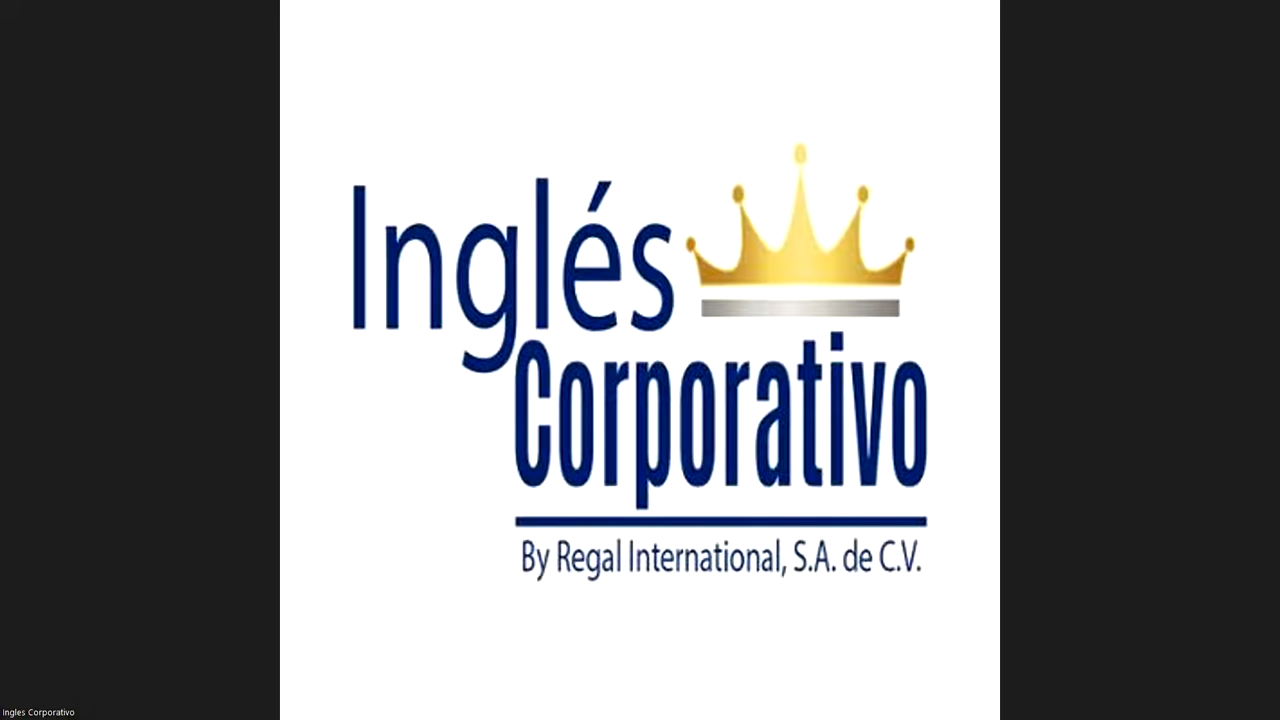 Inglés
Corporativo
By Regal International, S.A. de C.V.
Ingles Corporativo